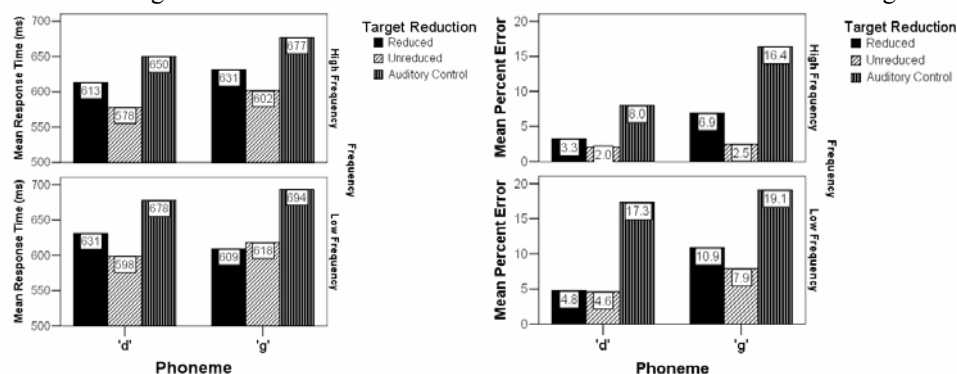 700
650
600
550
500
Mean Response Time (ms)
613
578
650
631
602
677
High Frequency
Target Reduction
Reduced
Unreduced
Auditory Control
Frequency
700
650
600
550
500
Mean Response Time (ms)
631
598
678
609
618
694
Low Frequency
'd'
'g'
Phoneme
20
15
10
5
0
Mean Percent Error
3.3
2.0
8.0
6.9
2.5
16.4
High Frequency
Target Reduction
Reduced
Unreduced
Auditory Control
Frequency
20
15
10
5
0
Mean Percent Error
4.8
4.6
17.3
10.9
7.9
19.1
Low Frequency
'd'
'g'
Phoneme